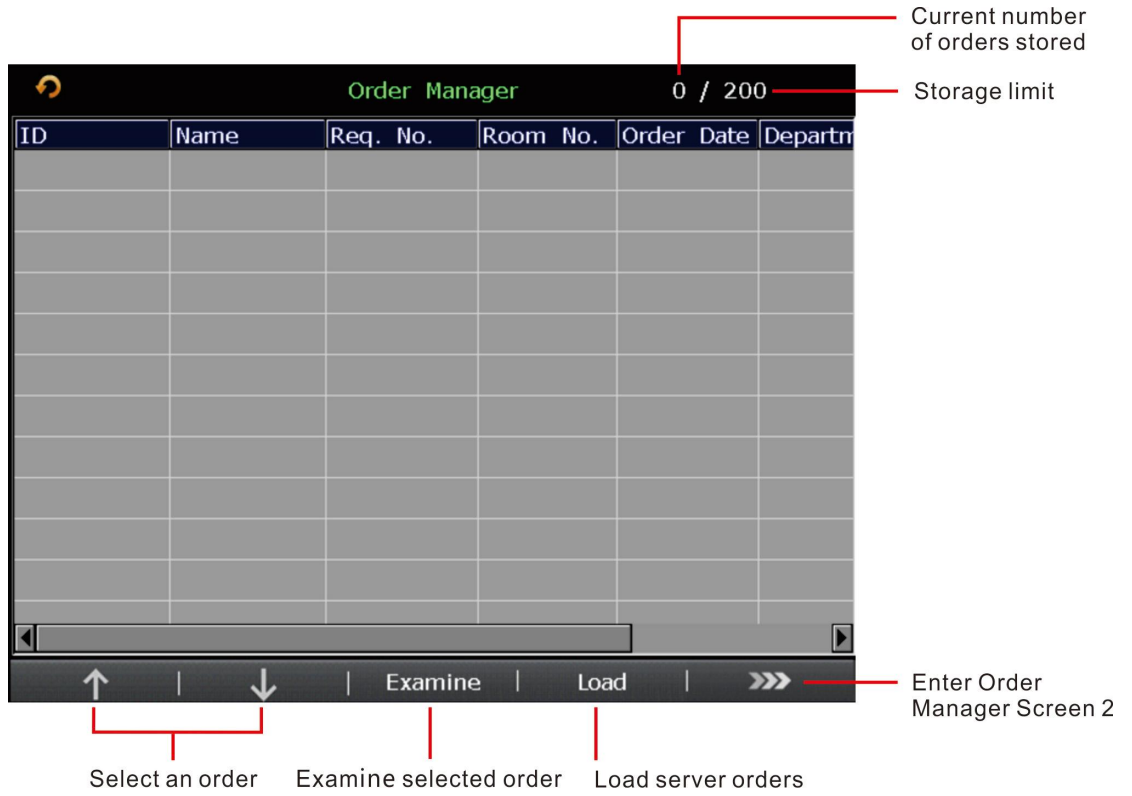 Current number
of orders stored
Order Manager 0 / 200 Storage limit
ID Name Req. No. Room No. Order Date Departm
Examine | Load
Enter Order
Manager Screen 2
Select an order Examine selected order Load server orders